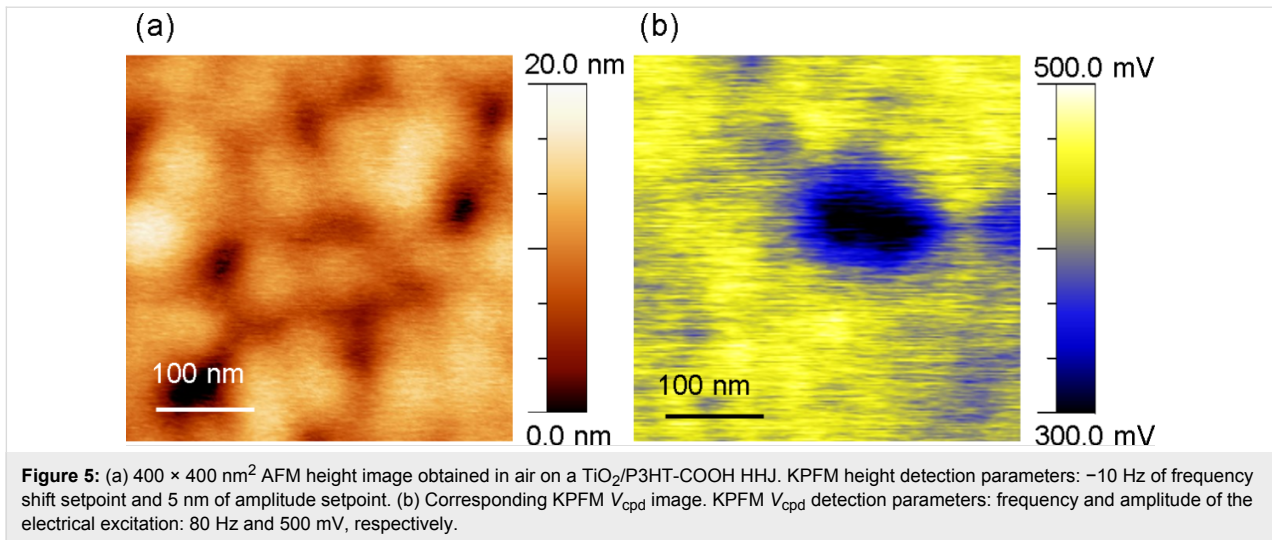 (a)
20.0 nm
100 nm
0.0 nm
(b)
500.0 mV
100 nm
300.0 mV
Figure 5: (a) 400 × 400 nm² AFM height image obtained in air on a TiO₂/P3HT-COOH HHJ. KPFM height detection parameters: −10 Hz of frequency
shift setpoint and 5 nm of amplitude setpoint. (b) Corresponding KPFM Vcpd image. KPFM Vcpd detection parameters: frequency and amplitude of the
electrical excitation: 80 Hz and 500 mV, respectively.